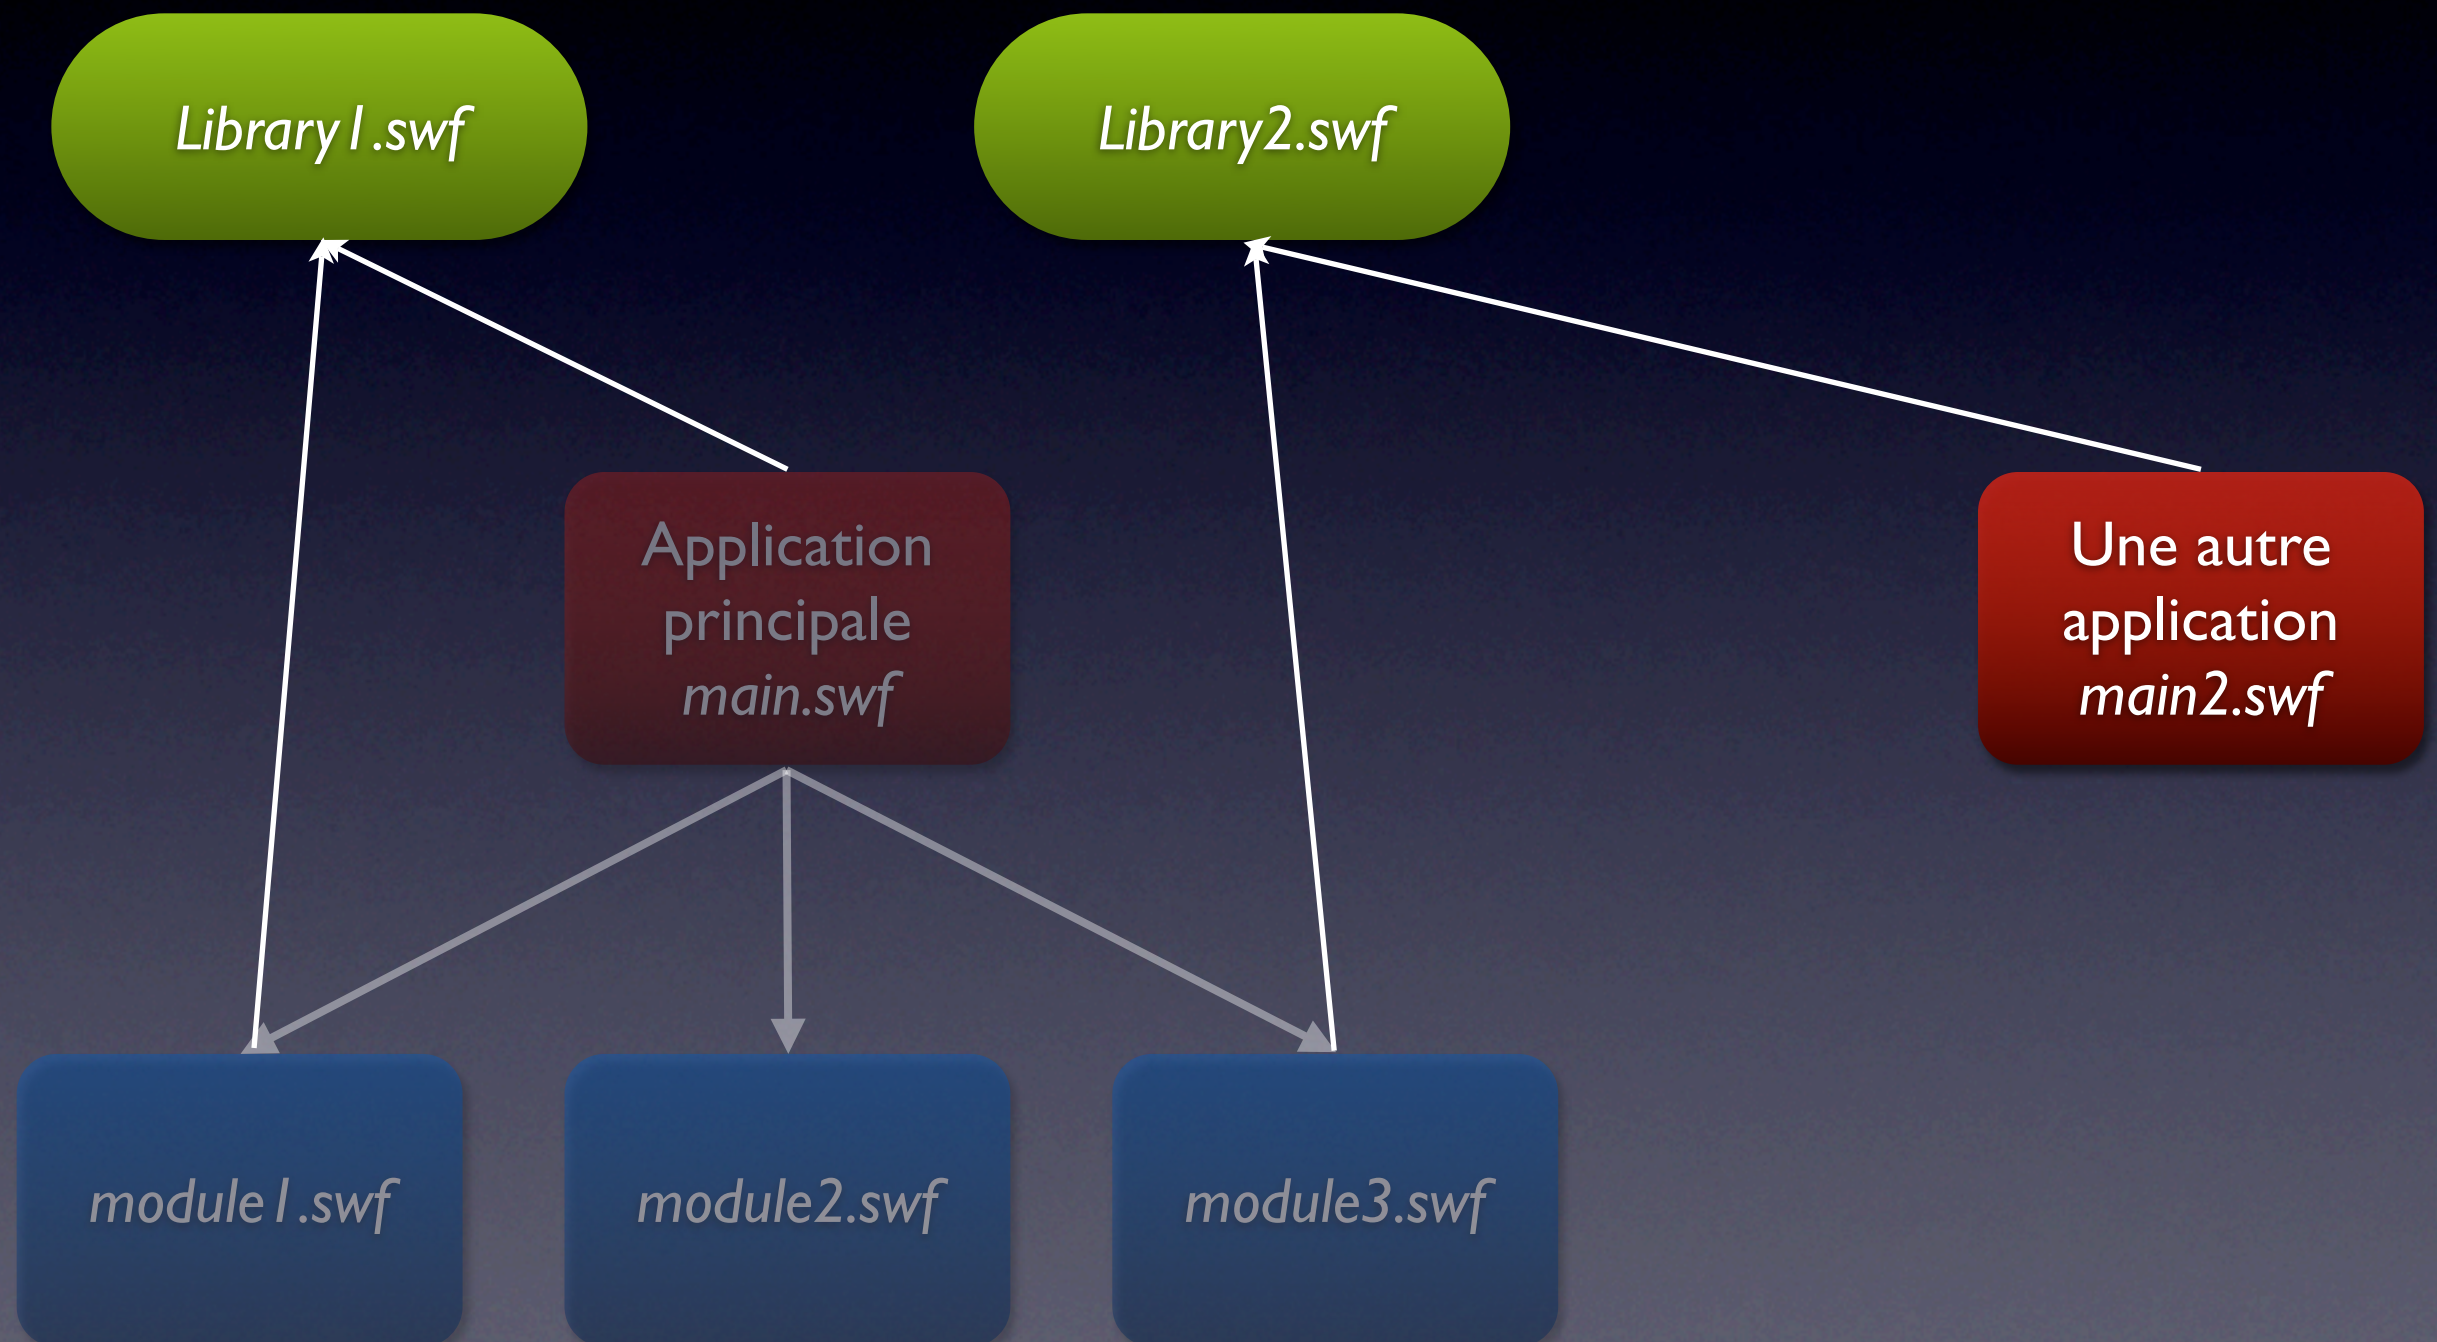 Library1.swf
Library2.swf
Application
principale
main.swf
Une autre
application
main2.swf
module1.swf
module2.swf
module3.swf